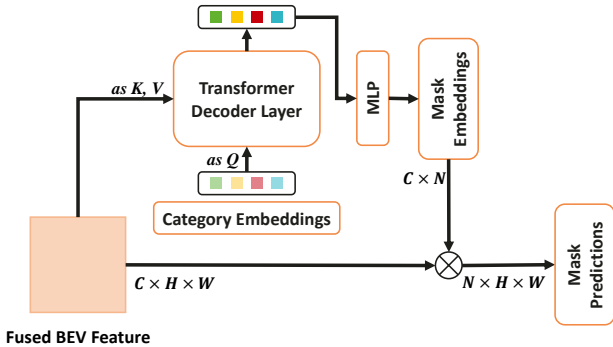 as K, V
Transformer
Decoder Layer
MLP
Mask
Embeddings
as Q
C × N
Category Embeddings
C × H × W
N × H × W
Mask
Predictions
Fused BEV Feature